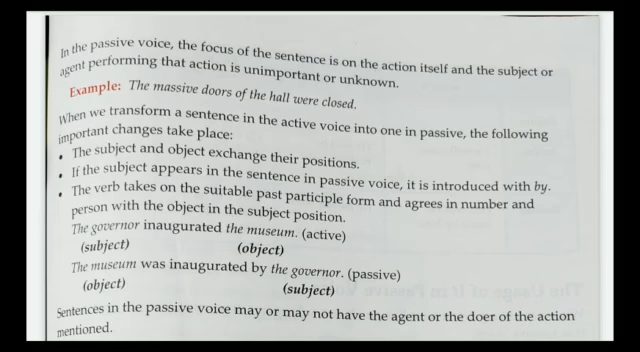 In the passive voice, the focus of the sentence is on the action itself and the subject or
agent performing that action is unimportant or unknown.
Example: The massive doors of the hall were closed.
When we transform a sentence in the active voice into one in passive, the following
important changes take place:
• The subject and object exchange their positions.
• If the subject appears in the sentence in passive voice, it is introduced with by.
• The verb takes on the suitable past participle form and agrees in number and
person with the object in the subject position.
The governor inaugurated the museum. (active)
(subject) (object)
The museum was inaugurated by the governor. (passive)
(object) (subject)
Sentences in the passive voice may or may not have the agent or the doer of the action
mentioned.